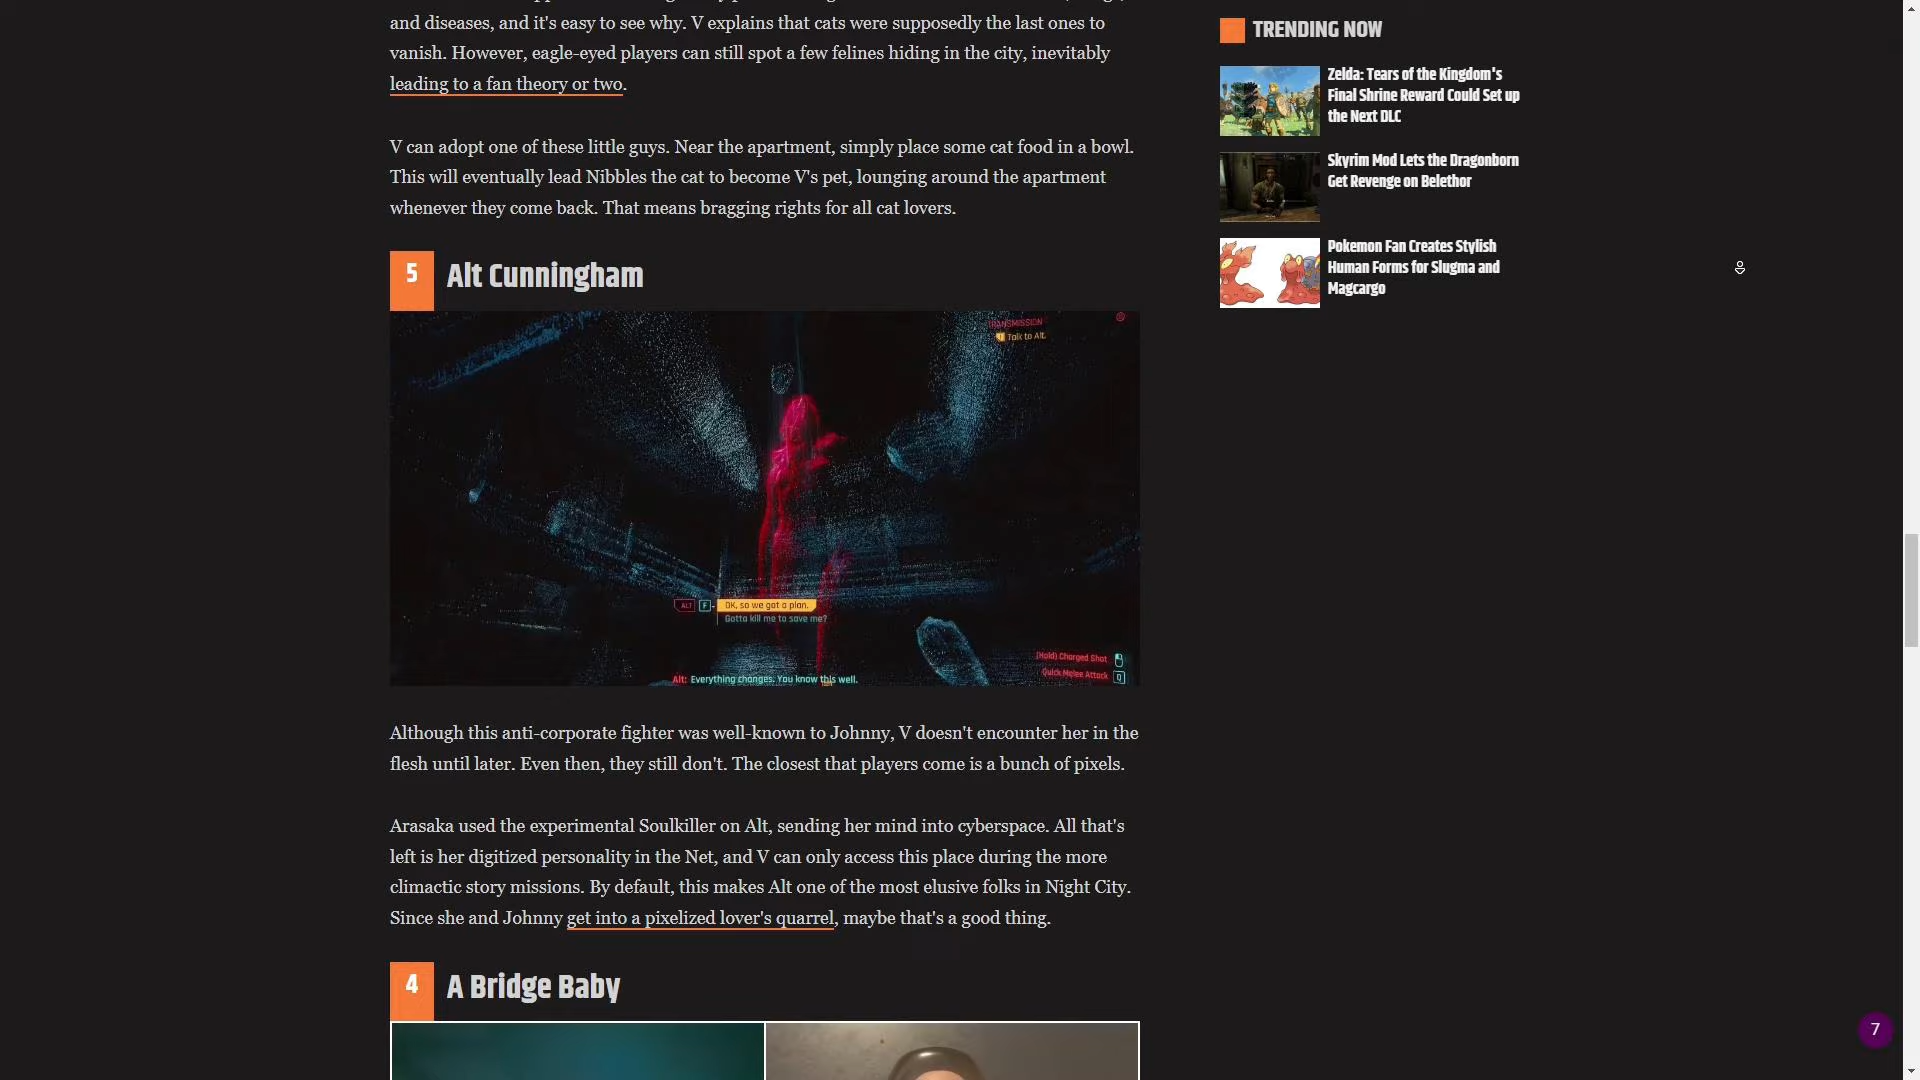 and diseases, and it's easy to see why. V explains that cats were supposedly the last ones to
vanish. However, eagle-eyed players can still spot a few felines hiding in the city, inevitably
leading to a fan theory or two.
V can adopt one of these little guys. Near the apartment, simply place some cat food in a bowl.
This will eventually lead Nibbles the cat to become V's pet, lounging around the apartment
whenever they come back. That means bragging rights for all cat lovers.
5 Alt Cunningham
TRANSMISSION
Talk to Alt.
ALT F OK, so we got a plan.
Gotta kill me to save me?
[Hold] Charged Shot
Quick Melee Attack Q
Alt: Everything changes. You know this well.
Although this anti-corporate fighter was well-known to Johnny, V doesn't encounter her in the
flesh until later. Even then, they still don't. The closest that players come is a bunch of pixels.
Arasaka used the experimental Soulkiller on Alt, sending her mind into cyberspace. All that's
left is her digitized personality in the Net, and V can only access this place during the more
climactic story missions. By default, this makes Alt one of the most elusive folks in Night City.
Since she and Johnny get into a pixelized lover's quarrel, maybe that's a good thing.
4 A Bridge Baby
TRENDING NOW
Zelda: Tears of the Kingdom's
Final Shrine Reward Could Set up
the Next DLC
Skyrim Mod Lets the Dragonborn
Get Revenge on Belethor
Pokemon Fan Creates Stylish
Human Forms for Slugma and
Magcargo
7